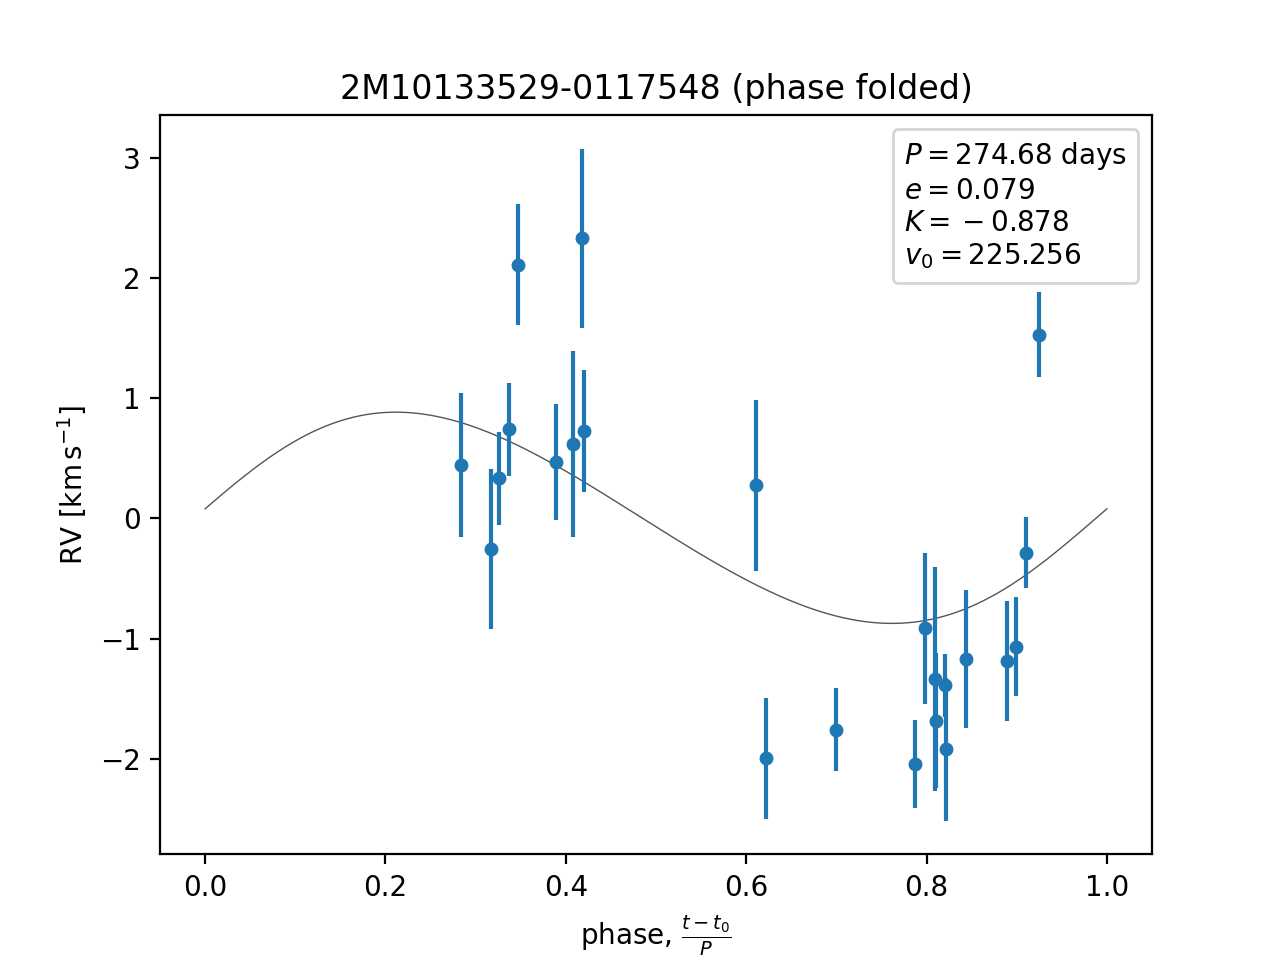 2M10133529-0117548 (phase folded)
P = 274.68 days
e = 0.079
K = −0.878
v₀ = 225.256
3
2
1
0
−1
−2
RV [km s⁻¹]
0.0 0.2 0.4 0.6 0.8 1.0
phase, (t − t₀)/P